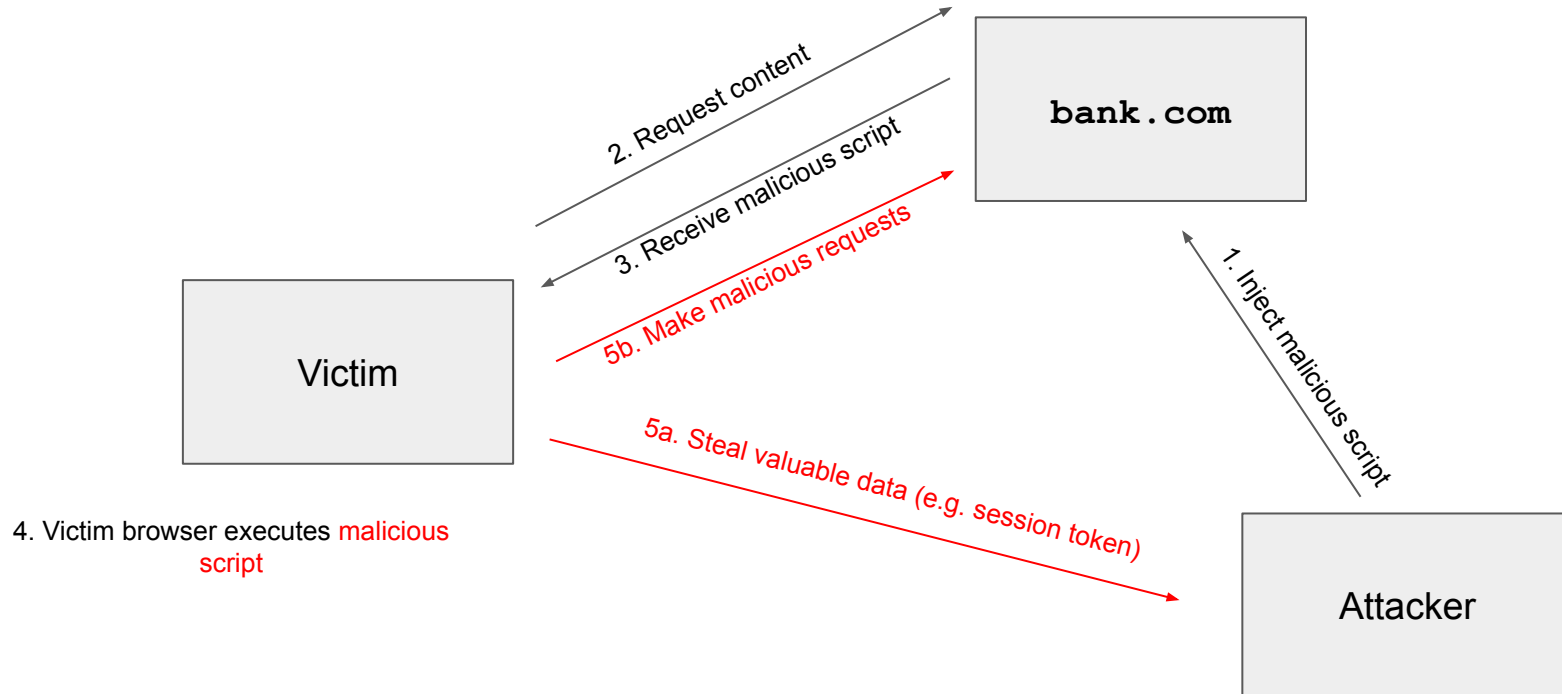 2. Request content
bank.com
3. Receive malicious script
5b. Make malicious requests
1. Inject malicious script
Victim
5a. Steal valuable data (e.g. session token)
4. Victim browser executes malicious
script
Attacker